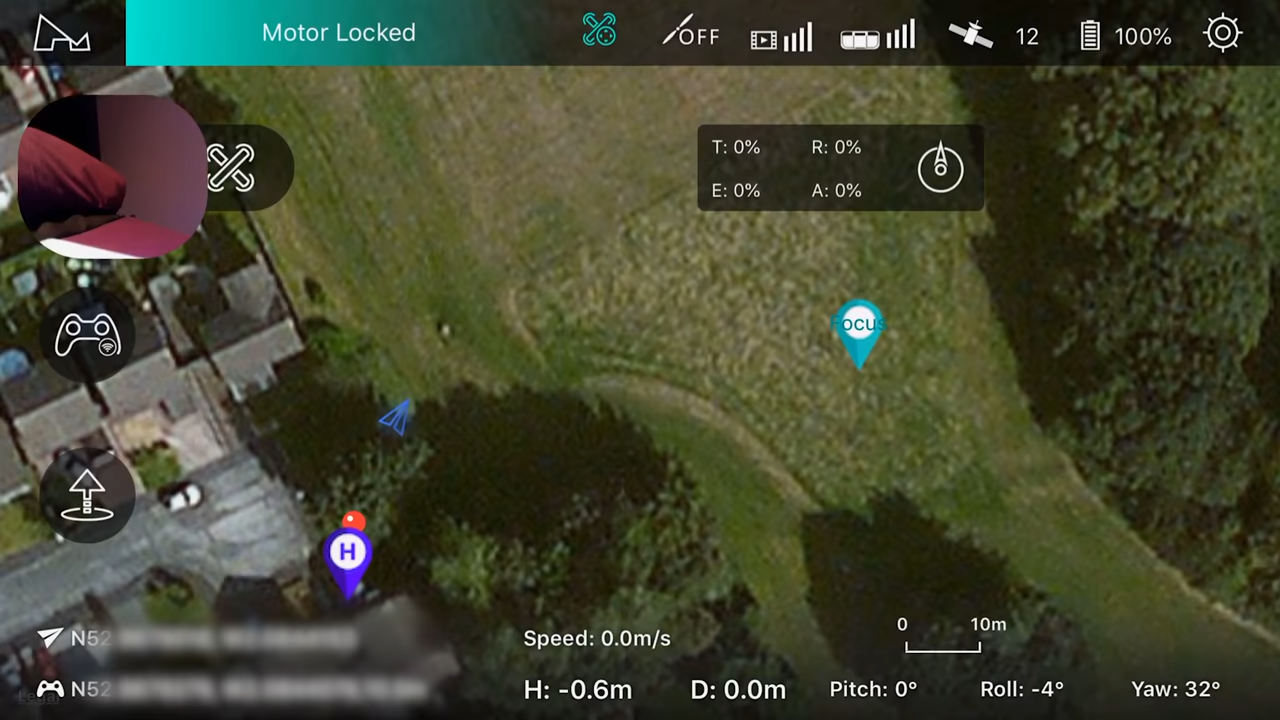 Motor Locked
OFF
12
100%
T: 0% R: 0%
E: 0% A: 0%
Focus
H
N52
Speed: 0.0m/s
0 10m
N52
H: -0.6m D: 0.0m Pitch: 0° Roll: -4° Yaw: 32°
Legal